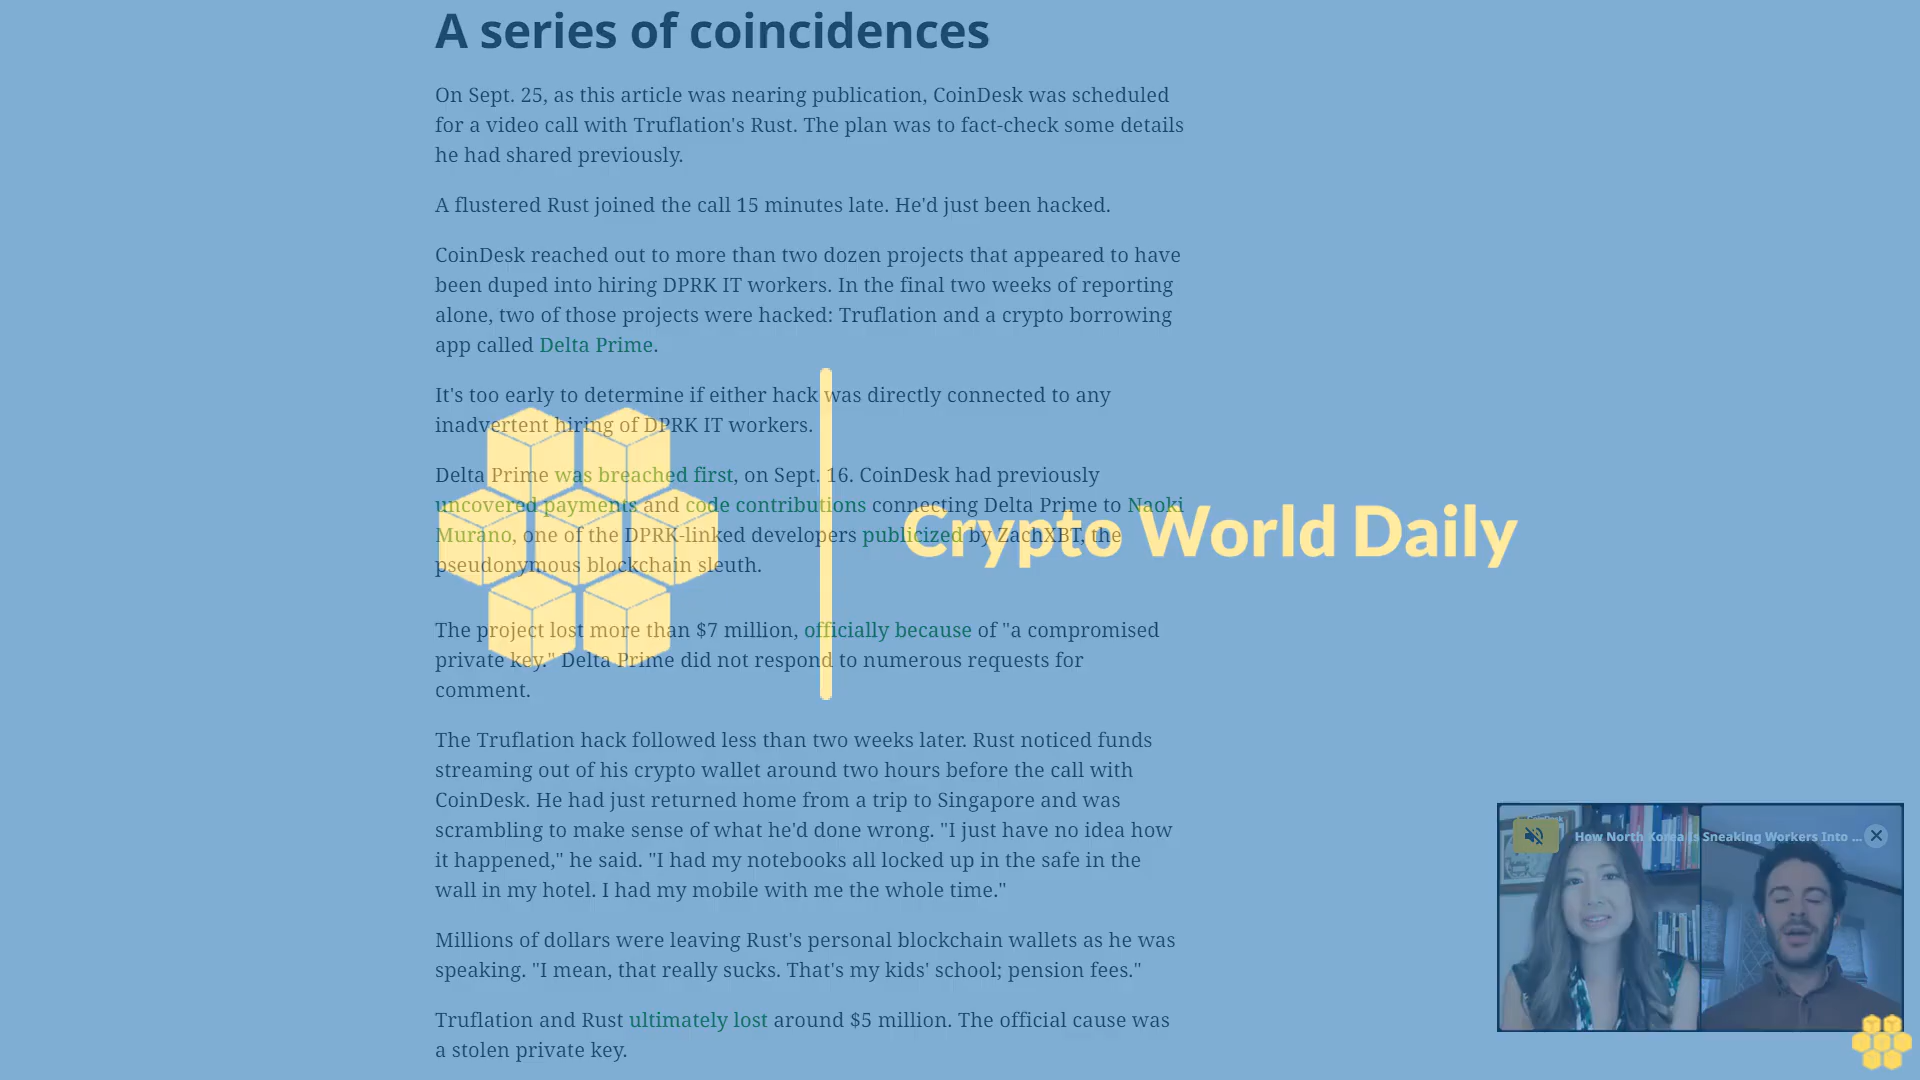 A series of coincidences
On Sept. 25, as this article was nearing publication, CoinDesk was scheduled
for a video call with Truflation's Rust. The plan was to fact-check some details
he had shared previously.
A flustered Rust joined the call 15 minutes late. He'd just been hacked.
CoinDesk reached out to more than two dozen projects that appeared to have
been duped into hiring DPRK IT workers. In the final two weeks of reporting
alone, two of those projects were hacked: Truflation and a crypto borrowing
app called Delta Prime.
It's too early to determine if either hack was directly connected to any
inadvertent hiring of DPRK IT workers.
Delta Prime was breached first, on Sept. 16. CoinDesk had previously
uncovered payments and code contributions connecting Delta Prime to Naoki
Murano, one of the DPRK-linked developers publicized by ZachXBT, the
pseudonymous blockchain sleuth.
Crypto World Daily
The project lost more than $7 million, officially because of "a compromised
private key." Delta Prime did not respond to numerous requests for
comment.
The Truflation hack followed less than two weeks later. Rust noticed funds
streaming out of his crypto wallet around two hours before the call with
CoinDesk. He had just returned home from a trip to Singapore and was
scrambling to make sense of what he'd done wrong. "I just have no idea how
it happened," he said. "I had my notebooks all locked up in the safe in the
wall in my hotel. I had my mobile with me the whole time."
How North Korea Is Sneaking Workers Into ...
Millions of dollars were leaving Rust's personal blockchain wallets as he was
speaking. "I mean, that really sucks. That's my kids' school; pension fees."
Truflation and Rust ultimately lost around $5 million. The official cause was
a stolen private key.